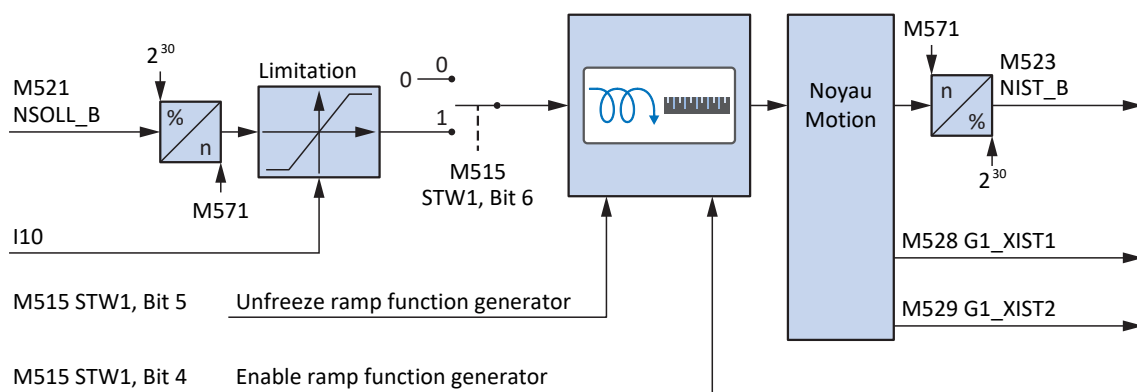 2³⁰
M521
NSOLL_B
%
n
M571
Limitation
0
0
1
M515
STW1, Bit 6
Noyau
Motion
M571
n
%
2³⁰
M523
NIST_B
I10
M528 G1_XIST1
M515 STW1, Bit 5 Unfreeze ramp function generator
M529 G1_XIST2
M515 STW1, Bit 4 Enable ramp function generator